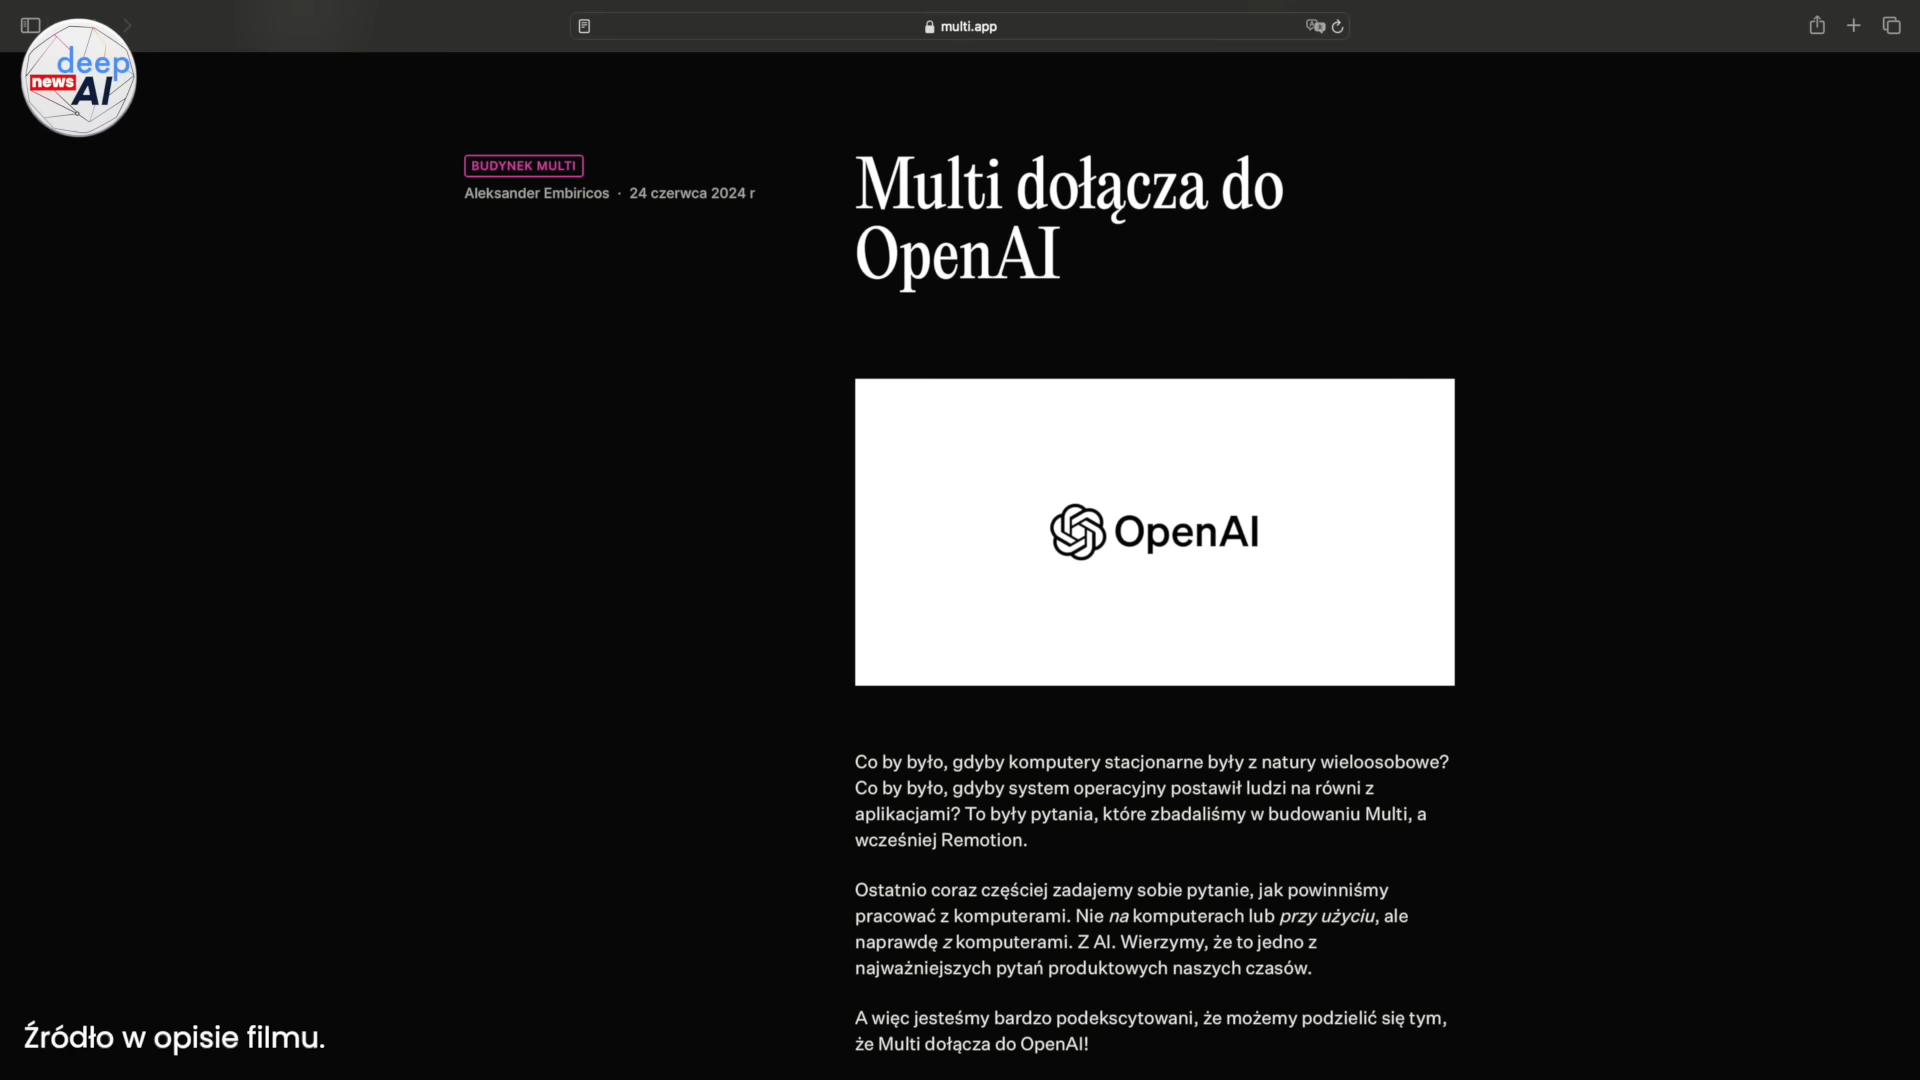 multi.app
deep
news
AI
BUDYNEK MULTI
Aleksander Embiricos · 24 czerwca 2024 r
Multi dołącza do
OpenAI
OpenAI
Co by było, gdyby komputery stacjonarne były z natury wieloosobowe?
Co by było, gdyby system operacyjny postawił ludzi na równi z
aplikacjami? To były pytania, które zbadaliśmy w budowaniu Multi, a
wcześniej Remotion.
Ostatnio coraz częściej zadajemy sobie pytanie, jak powinniśmy
pracować z komputerami. Nie na komputerach lub przy użyciu, ale
naprawdę z komputerami. Z AI. Wierzymy, że to jedno z
najważniejszych pytań produktowych naszych czasów.
A więc jesteśmy bardzo podekscytowani, że możemy podzielić się tym,
że Multi dołącza do OpenAI!
Źródło w opisie filmu.